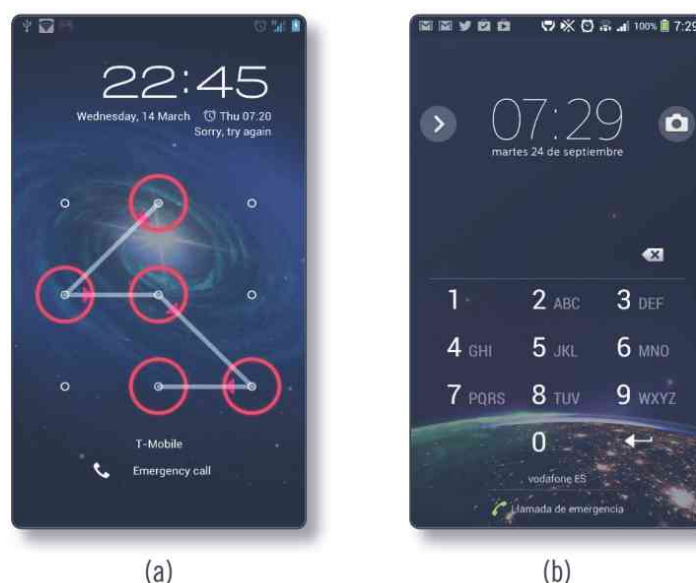 22:45
Wednesday, 14 March Thu 07:20
Sorry, try again
T-Mobile
Emergency call
(a)
100% 7:29
07:29
martes 24 de septiembre
1 2 ABC 3 DEF
4 GHI 5 JKL 6 MNO
7 PQRS 8 TUV 9 WXYZ
0
vodafone ES
Llamada de emergencia
(b)